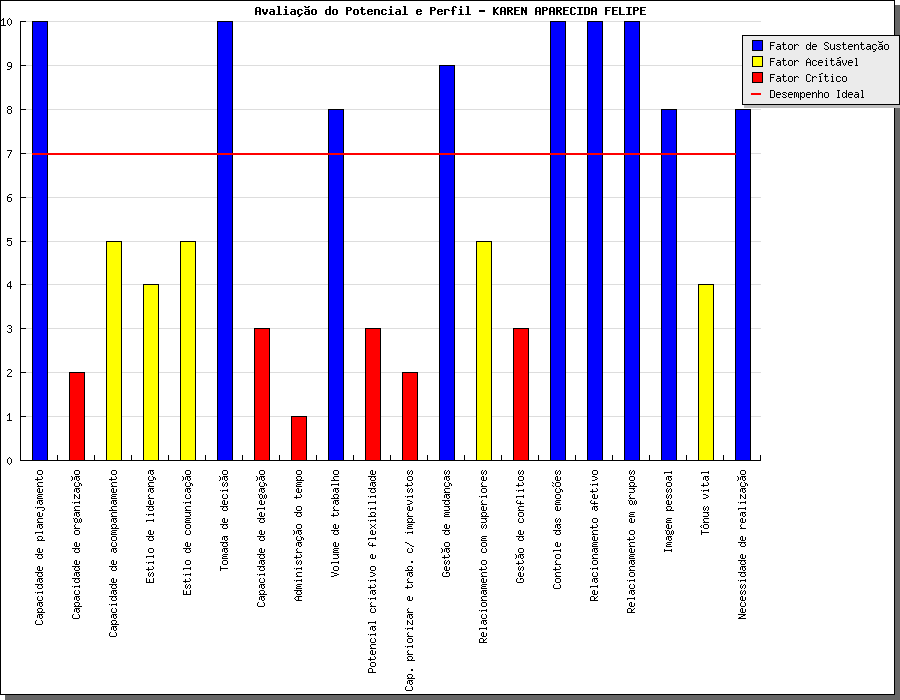 Avaliação do Potencial e Perfil - KAREN APARECIDA FELIPE
Fator de Sustentação
Fator Aceitável
Fator Crítico
Desempenho Ideal
10
9
8
7
6
5
4
3
2
1
0
Capacidade de planejamento
Capacidade de organização
Capacidade de acompanhamento
Estilo de liderança
Estilo de comunicação
Tomada de decisão
Capacidade de delegação
Administração do tempo
Volume de trabalho
Potencial criativo e flexibilidade
Cap. priorizar e trab. c/ imprevistos
Gestão de mudanças
Relacionamento com superiores
Gestão de conflitos
Controle das emoções
Relacionamento afetivo
Relacionamento em grupos
Imagem pessoal
Tônus vital
Necessidade de realização